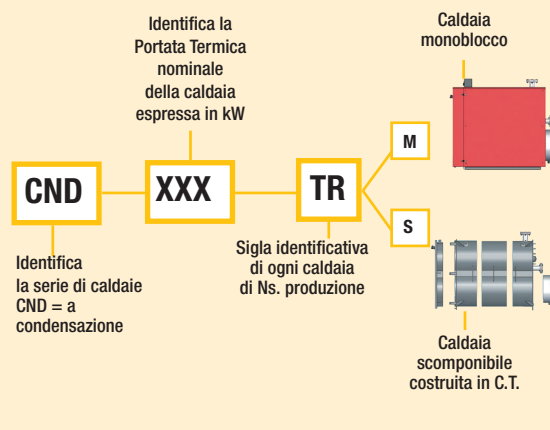 Identifica la
Portata Termica
nominale
della caldaia
espressa in kW
Caldaia
monoblocco
CND
XXX
TR
M
S
Identifica
la serie di caldaie
CND = a
condensazione
Sigla identificativa
di ogni caldaia
di Ns. produzione
Caldaia
scomponibile
costruita in C.T.